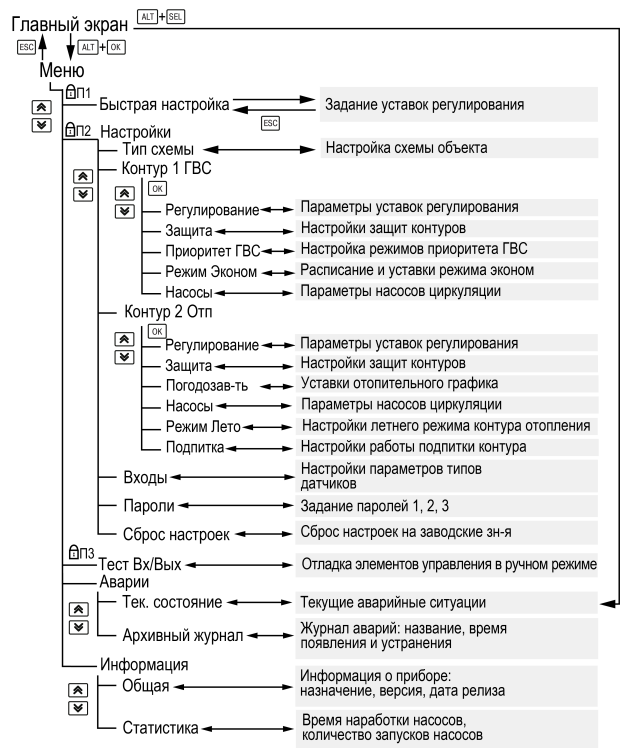 Главный экран ALT+SEL
ESC ALT+OK
Меню
П1
Быстрая настройка Задание уставок регулирования
ESC
П2 Настройки
Тип схемы Настройка схемы объекта
Контур 1 ГВС
OK
Регулирование Параметры уставок регулирования
Защита Настройки защит контуров
Приоритет ГВС Настройка режимов приоритета ГВС
Режим Эконом Расписание и уставки режима эконом
Насосы Параметры насосов циркуляции
Контур 2 Отп
OK
Регулирование Параметры уставок регулирования
Защита Настройки защит контуров
Погодозав-ть Уставки отопительного графика
Насосы Параметры насосов циркуляции
Режим Лето Настройки летнего режима контура отопления
Подпитка Настройки работы подпитки контура
Входы Настройки параметров типов
датчиков
Пароли Задание паролей 1, 2, 3
Сброс настроек Сброс настроек на заводские зн-я
П3
Тест Вх/Вых Отладка элементов управления в ручном режиме
Аварии
Тек. состояние Текущие аварийные ситуации
Архивный журнал Журнал аварий: название, время
появления и устранения
Информация
Общая Информация о приборе:
назначение, версия, дата релиза
Статистика Время наработки насосов,
количество запусков насосов